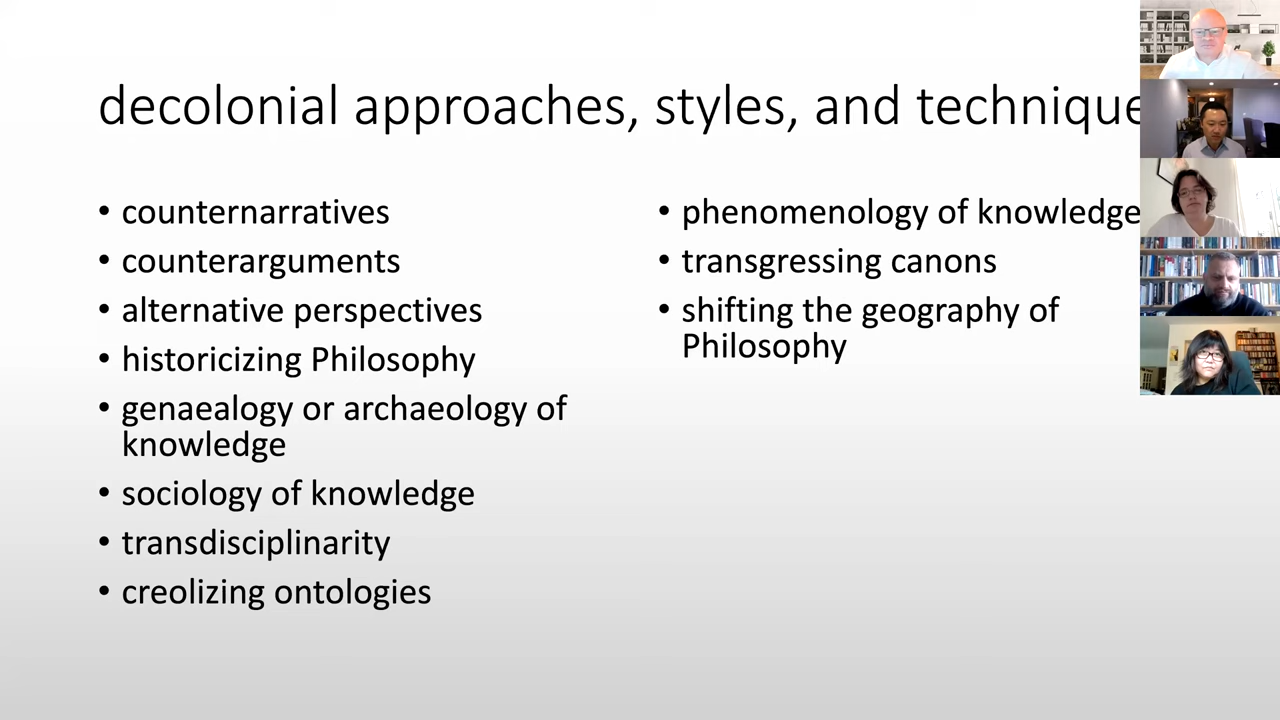 decolonial approaches, styles, and technique
• counternarratives
• counterarguments
• alternative perspectives
• historicizing Philosophy
• genaealogy or archaeology of
knowledge
• sociology of knowledge
• transdisciplinarity
• creolizing ontologies
• phenomenology of knowledge
• transgressing canons
• shifting the geography of
Philosophy